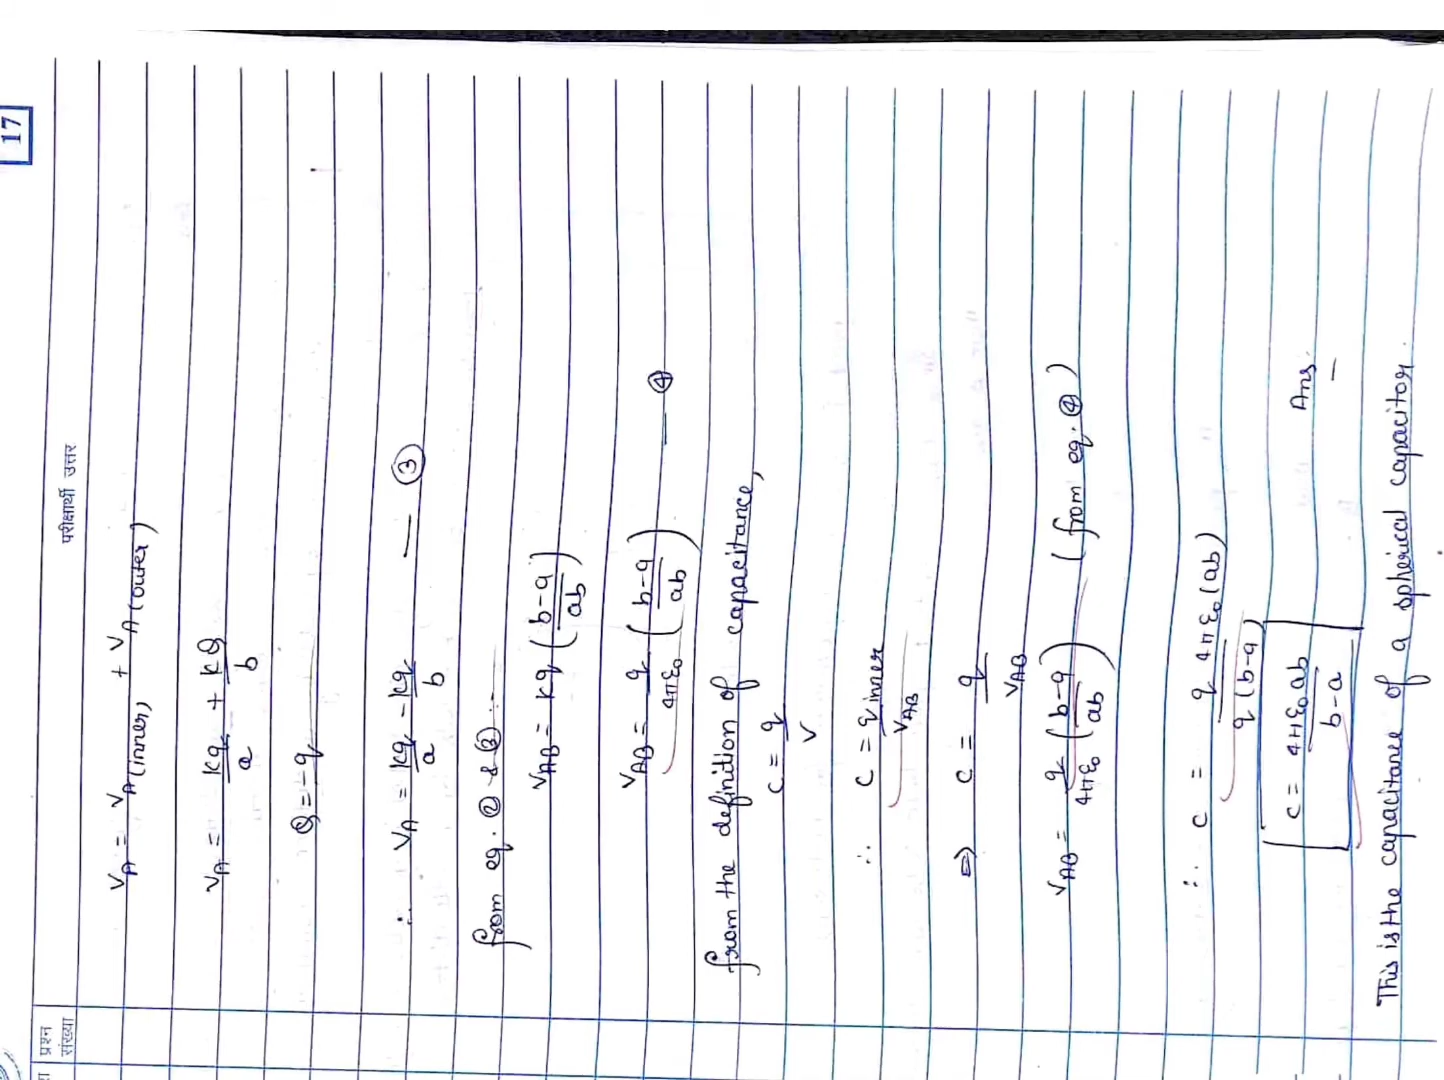 17
प्रश्न संख्या
परीक्षार्थी उत्तर
V_A = V_A(inner) + V_A(outer)
V_A = kq/a + kQ/b
Q = -q
∴ V_A = kq/a - kq/b — ③
from eq. ② & ③ :-
V_AB = kq ( b-a / ab )
V_AB = q/4πε₀ ( b-a / ab ) — ④
from the definition of capacitance,
c = q/V
∴ c = q inner / V_AB
⇒ c = q / V_AB
V_AB = q/4πε₀ ( b-a / ab ) ( from eq. ④ )
∴ c = q 4πε₀ (ab) / q (b-a)
c = 4πε₀ab / b-a Ans.
This is the capacitance of a spherical capacitor.